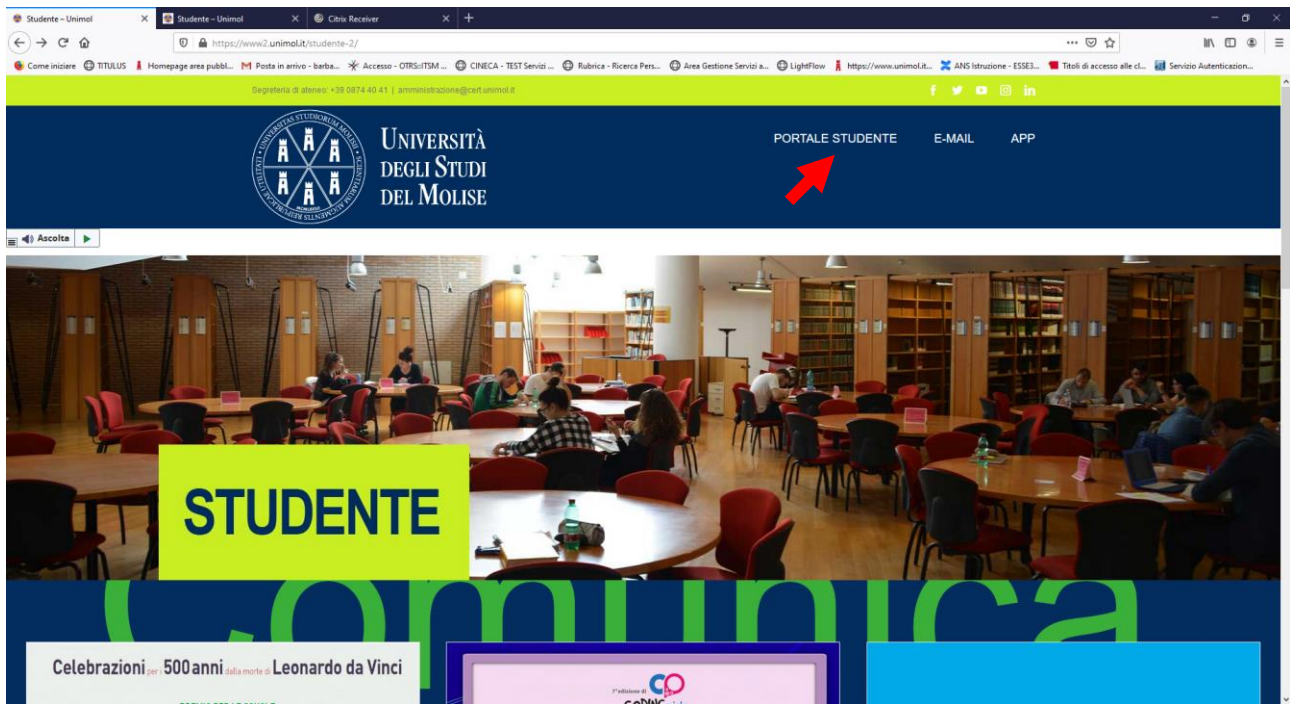 Studente – Unimol
Studente – Unimol
Citrix Receiver
https://www2.unimol.it/studente-2/
Come iniziare
TITULUS
Homepage area pubbl...
Posta in arrivo - barba...
Accesso - OTRS::ITSM ...
CINECA - TEST Servizi ...
Rubrica - Ricerca Pers...
Area Gestione Servizi a...
LightFlow
https://www.unimol.it...
ANS Istruzione - ESSE3...
Titoli di accesso alle cl...
Servizio Autenticazion...
Segreteria di ateneo: +39 0874 40 41 | amministrazione@cert.unimol.it
UNIVERSITÀ
DEGLI STUDI
DEL MOLISE
PORTALE STUDENTE
E-MAIL
APP
Ascolta
STUDENTE
Comunica
Celebrazioni per i 500 anni dalla morte di Leonardo da Vinci